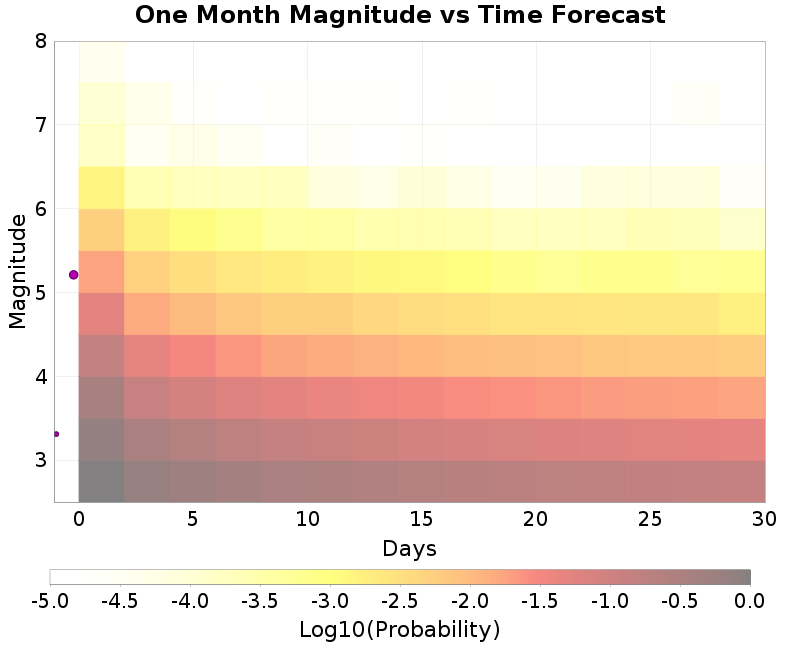 One Month Magnitude vs Time Forecast
8
7
6
5
4
3
Magnitude
0 5 10 15 20 25 30
Days
-5.0 -4.5 -4.0 -3.5 -3.0 -2.5 -2.0 -1.5 -1.0 -0.5 0.0
Log10(Probability)